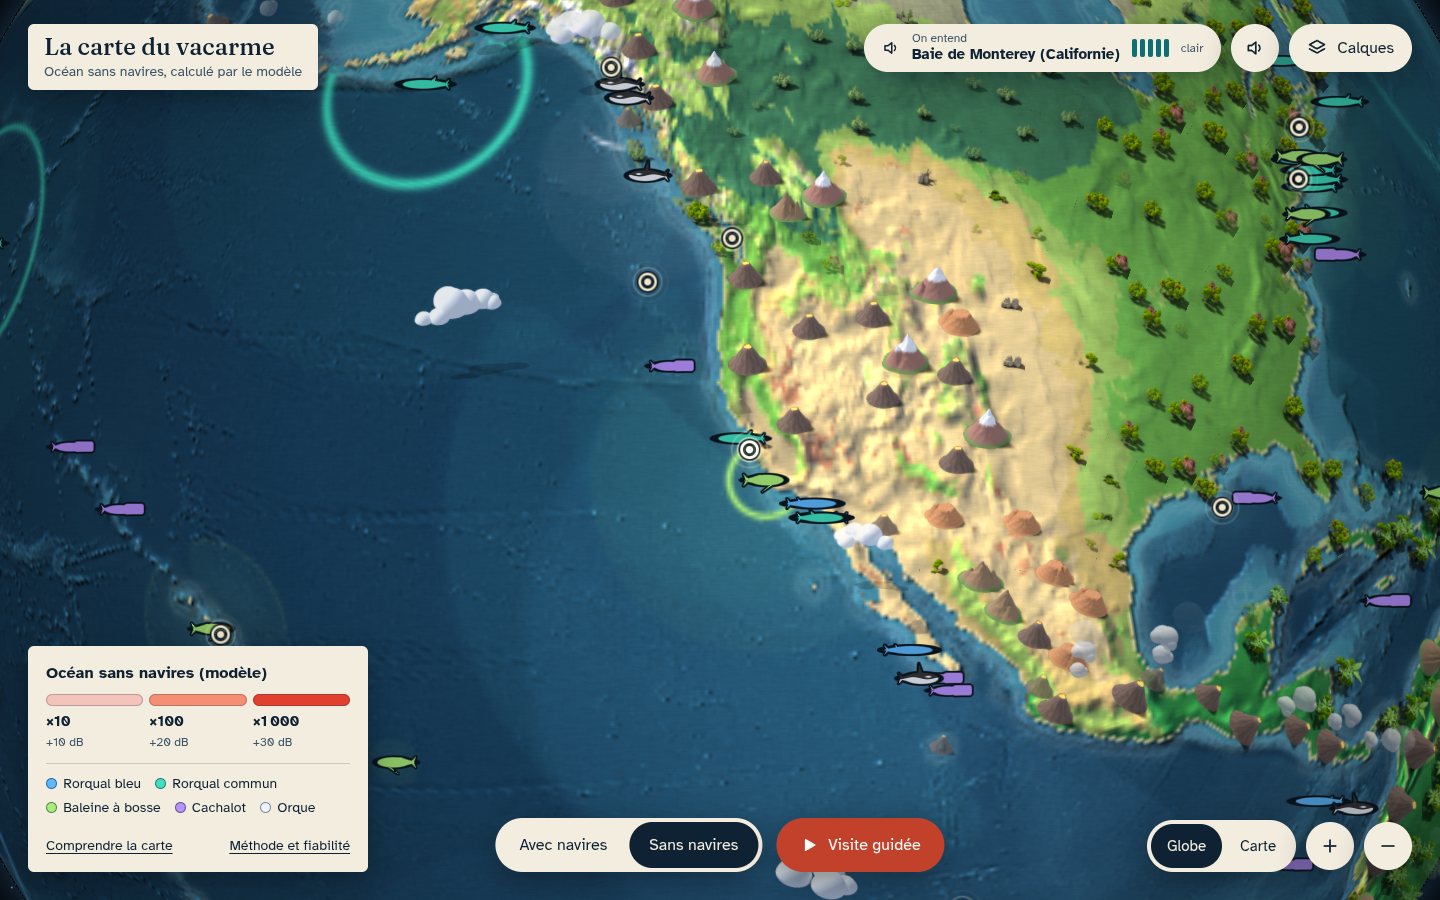 La carte du vacarme
Océan sans navires, calculé par le modèle
On entend
Baie de Monterey (Californie)
clair
Calques
Océan sans navires (modèle)
×10
×100
×1 000
+10 dB
+20 dB
+30 dB
Rorqual bleu
Rorqual commun
Baleine à bosse
Cachalot
Orque
Comprendre la carte
Méthode et fiabilité
Avec navires
Sans navires
Visite guidée
Globe
Carte